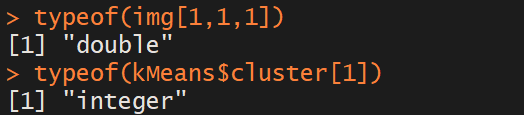 > typeof(img[1,1,1])
[1] "double"
> typeof(kMeans$cluster[1])
[1] "integer"